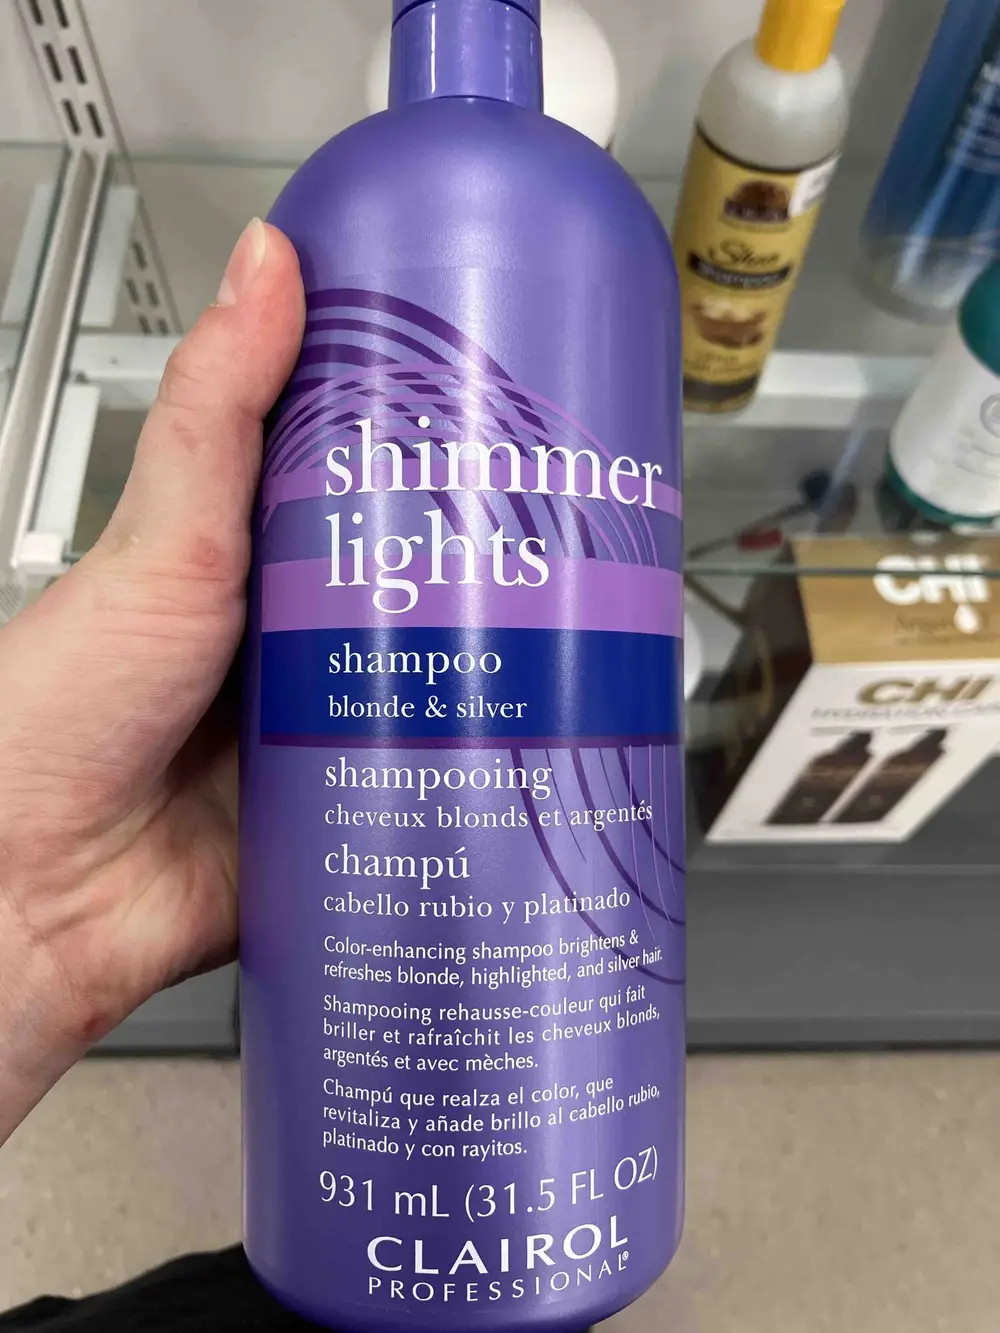 shimmer
lights
shampoo
blonde & silver
shampooing
cheveux blonds et argentés
champú
cabello rubio y platinado
Color-enhancing shampoo brightens &
refreshes blonde, highlighted, and silver hair.
Shampooing rehausse-couleur qui fait
briller et rafraîchit les cheveux blonds,
argentés et avec mèches.
Champú que realza el color, que
revitaliza y añade brillo al cabello rubio,
platinado y con rayitos.
931 mL (31.5 FL OZ)
CLAIROL
PROFESSIONAL®
Sheen
shampoo
CHI
CHI